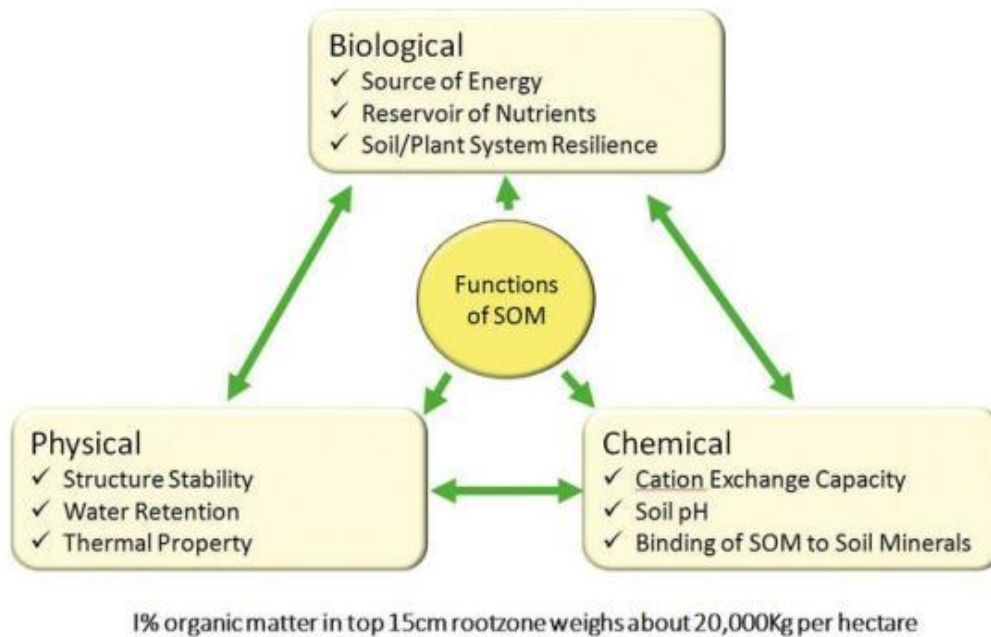 Biological
✓ Source of Energy
✓ Reservoir of Nutrients
✓ Soil/Plant System Resilience
Functions
of SOM
Physical
✓ Structure Stability
✓ Water Retention
✓ Thermal Property
Chemical
✓ Cation Exchange Capacity
✓ Soil pH
✓ Binding of SOM to Soil Minerals
I% organic matter in top 15cm rootzone weighs about 20,000Kg per hectare